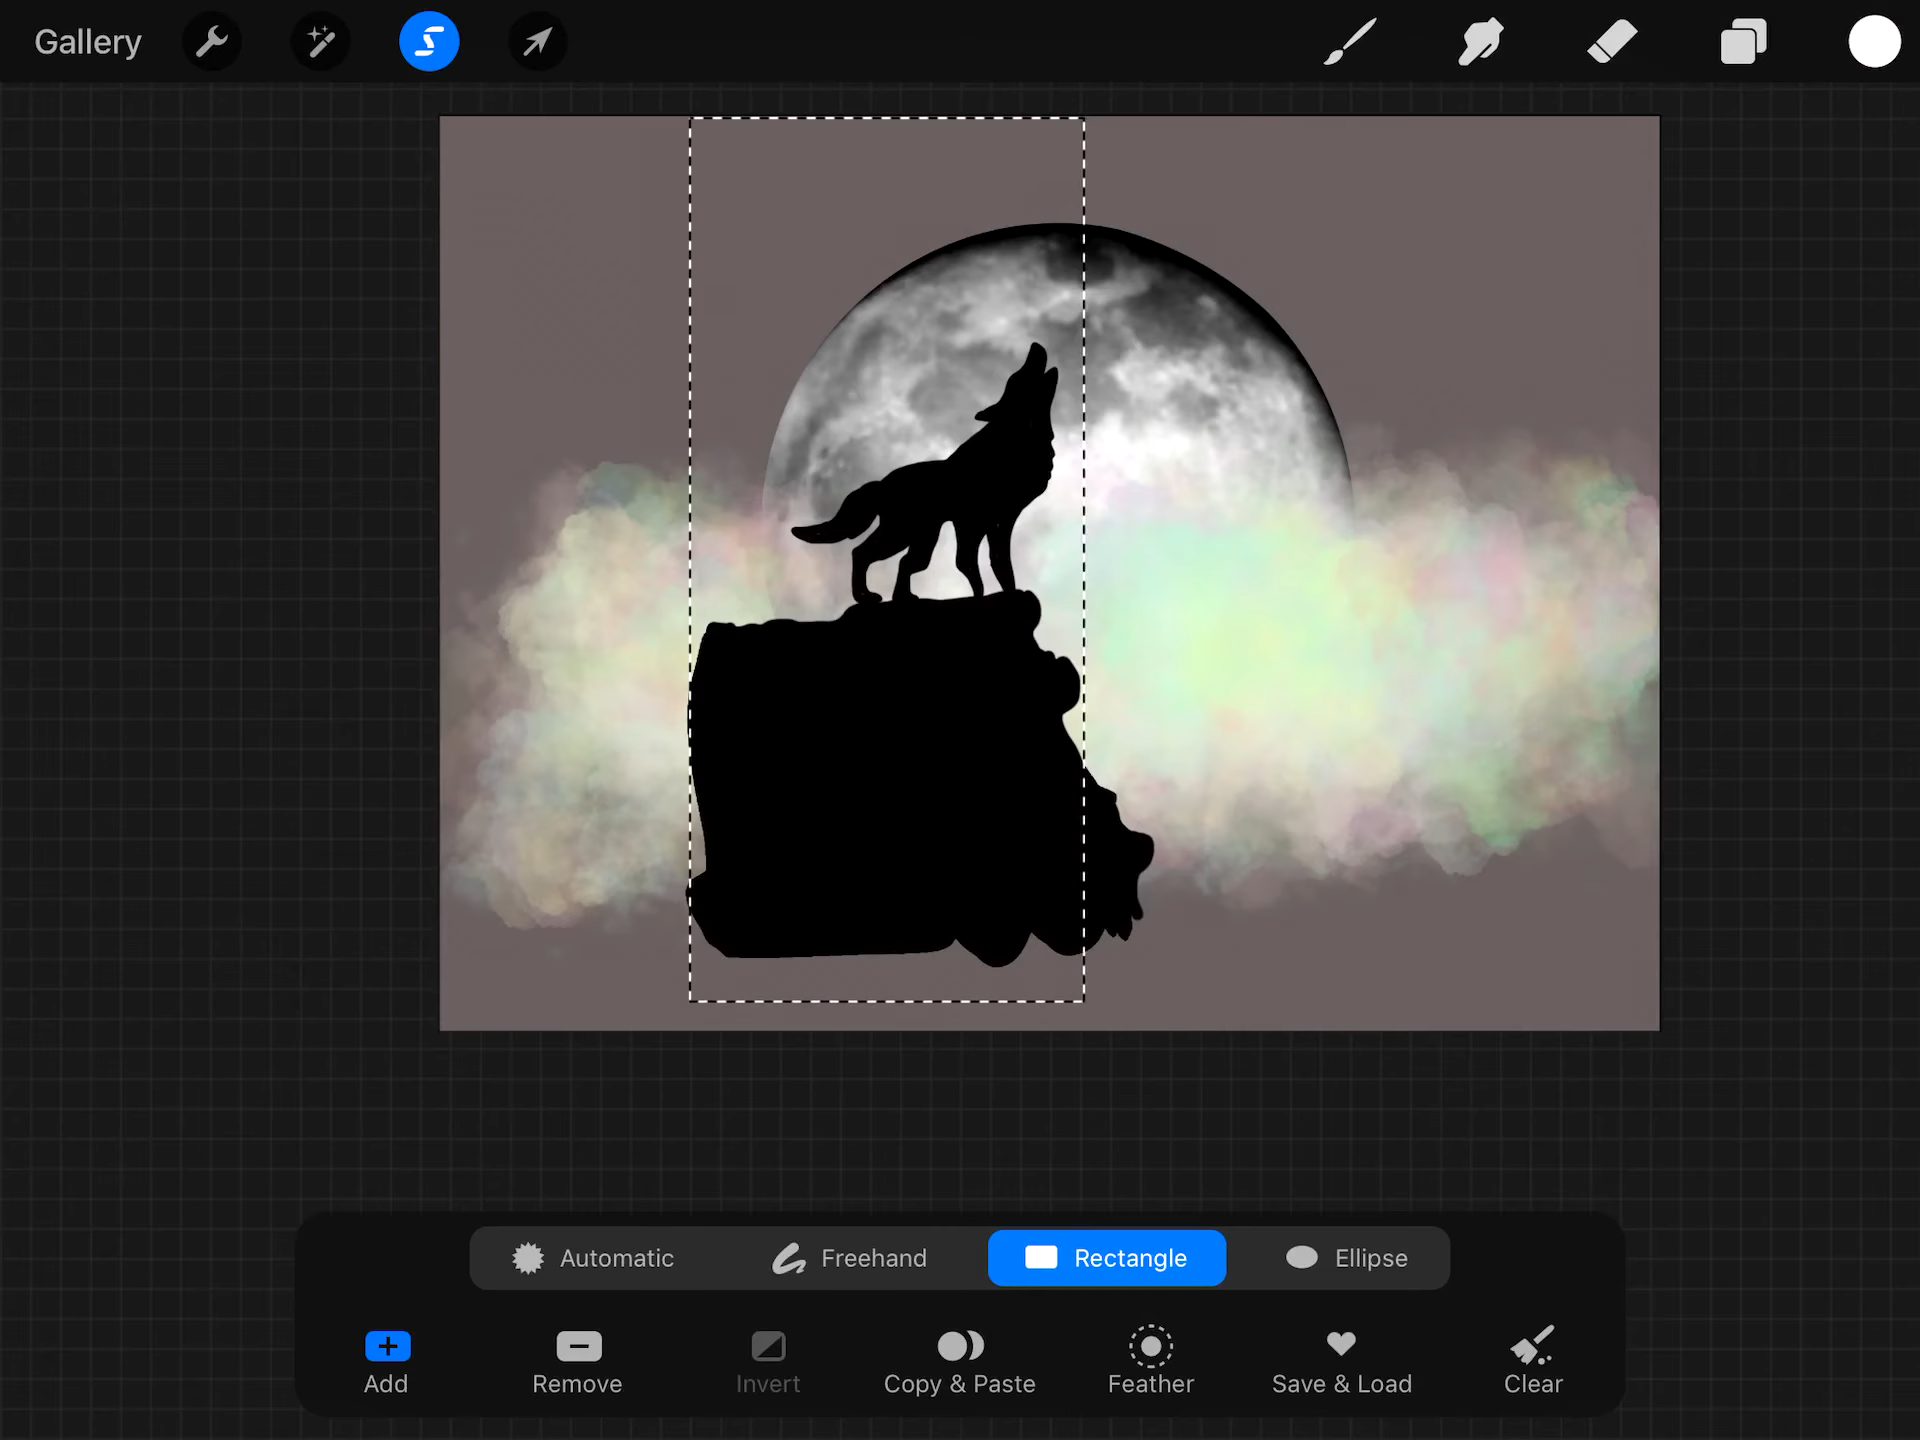 Gallery
Automatic
Freehand
Rectangle
Ellipse
Add
Remove
Invert
Copy & Paste
Feather
Save & Load
Clear